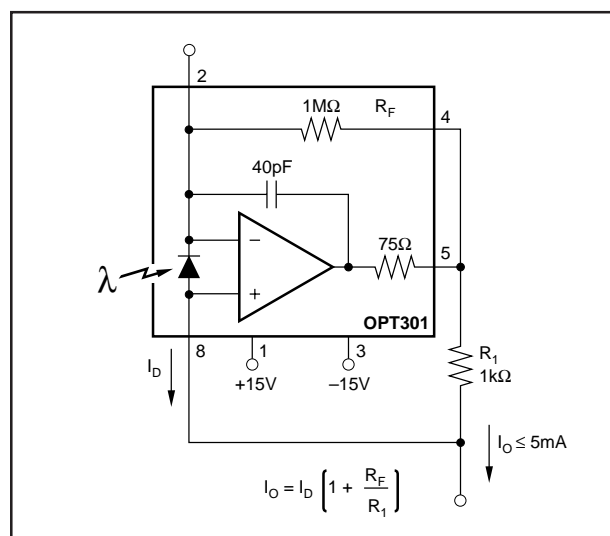 2
1MΩ
R_F
4
40pF
75Ω
5
λ
−
+
OPT301
8
1
3
I_D
+15V
–15V
R_1
1kΩ
I_O ≤ 5mA
I_O = I_D (1 + R_F / R_1)